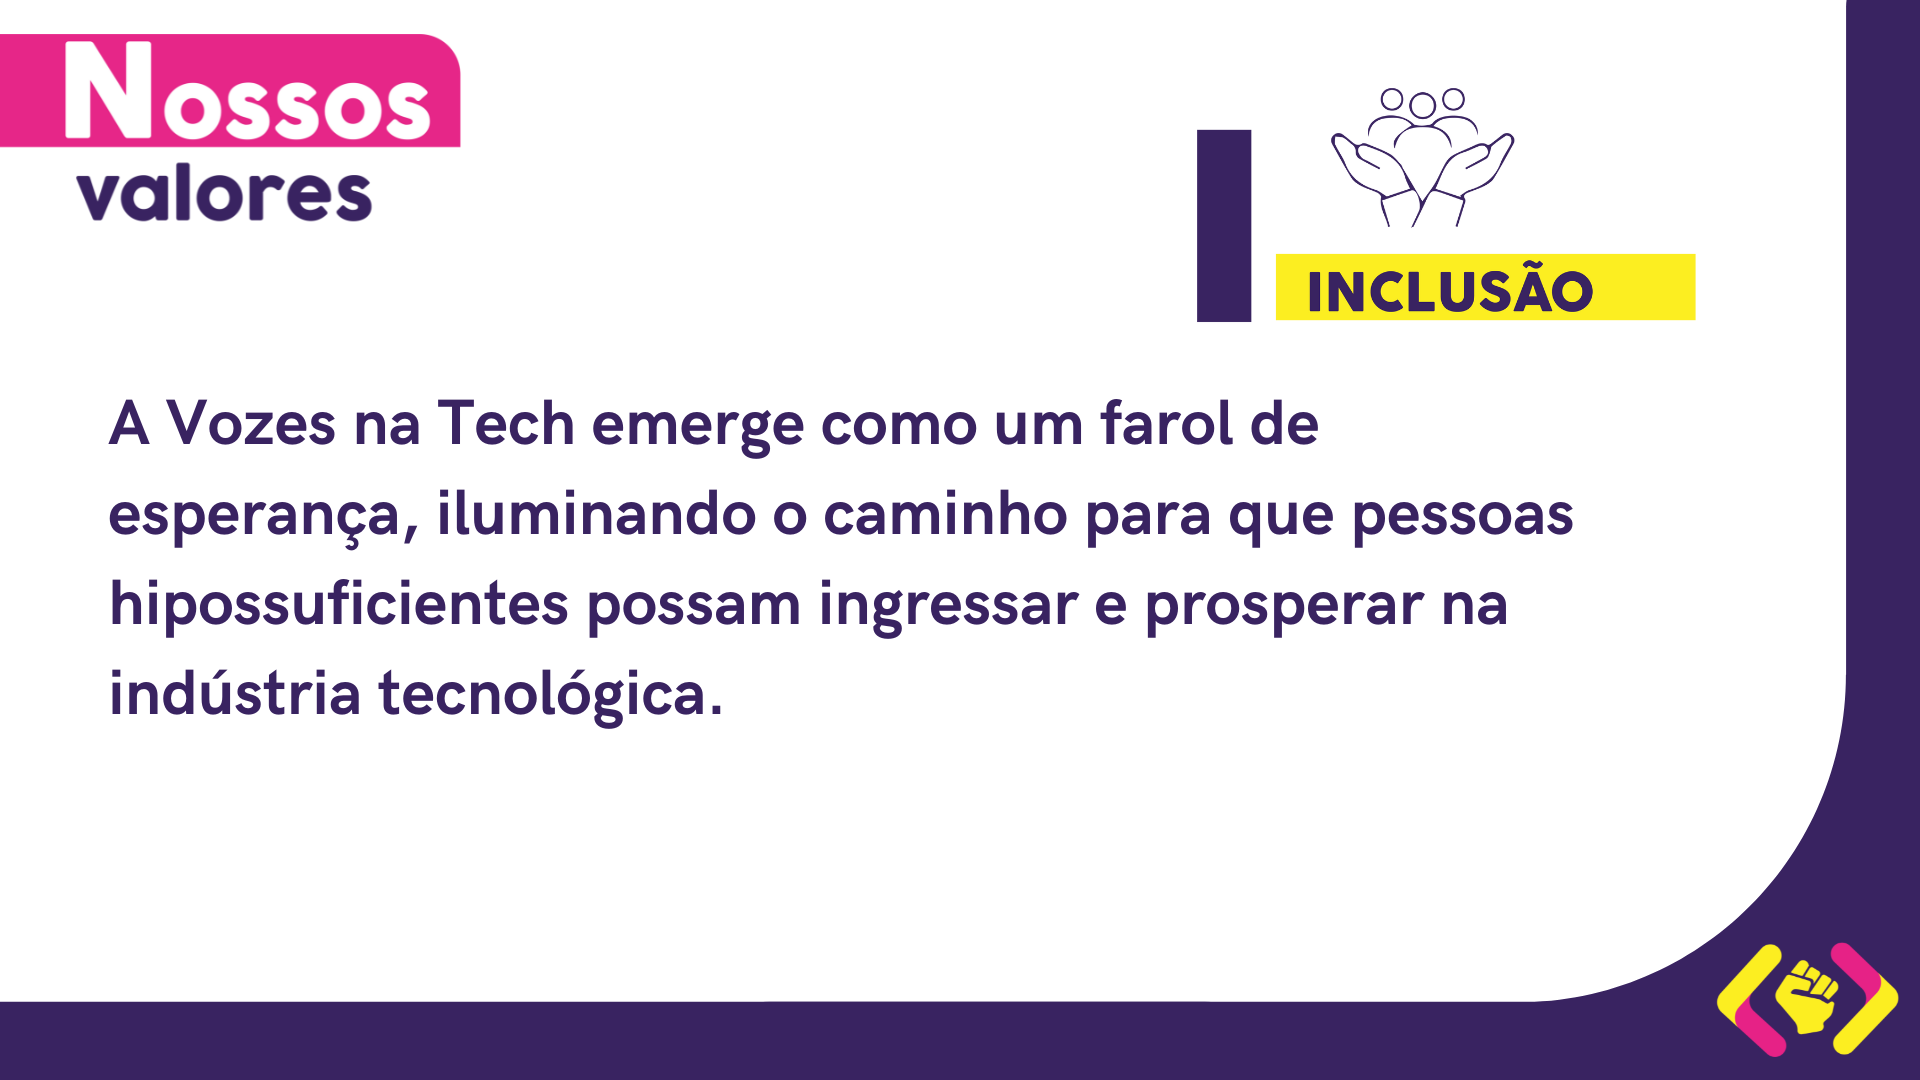 Nossos
valores
INCLUSÃO
A Vozes na Tech emerge como um farol de
esperança, iluminando o caminho para que pessoas
hipossuficientes possam ingressar e prosperar na
indústria tecnológica.